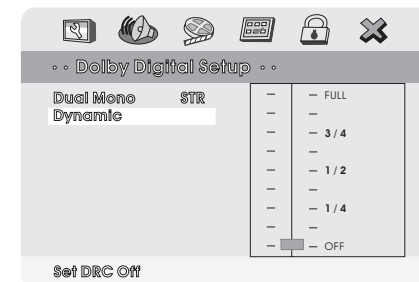 ·· Dolby Digital Setup ··
Dual Mono STR
Dynamic
FULL
3 / 4
1 / 2
1 / 4
OFF
Set DRC Off